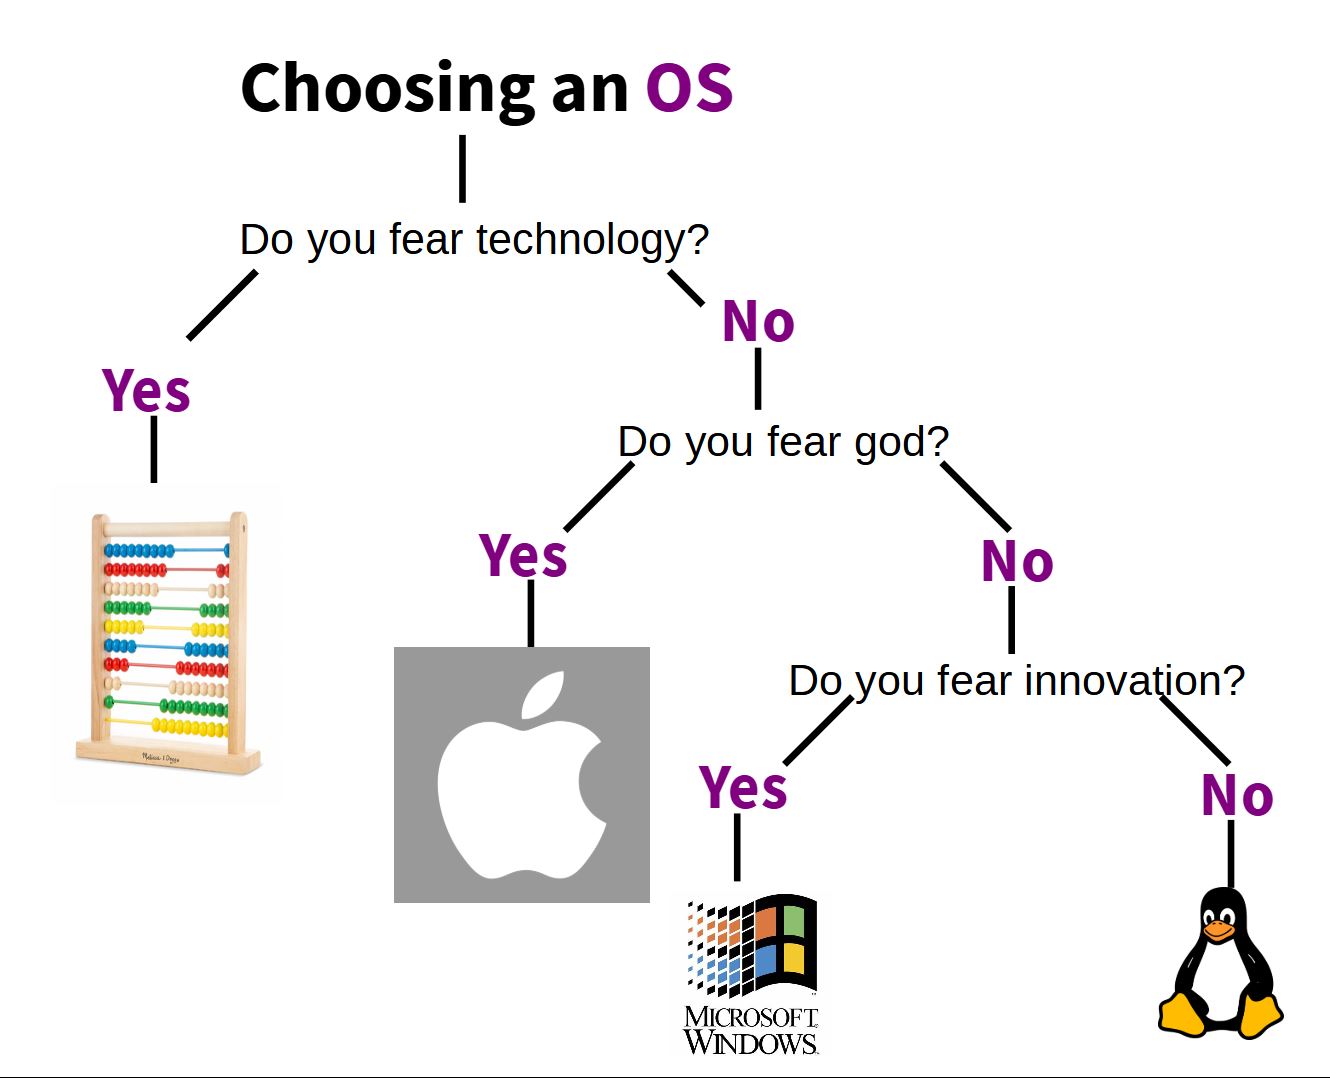 Choosing an OS
Do you fear technology?
No
Yes
Do you fear god?
Yes
No
Do you fear innovation?
Yes
No
Melissa & Doug
MICROSOFT
WINDOWS